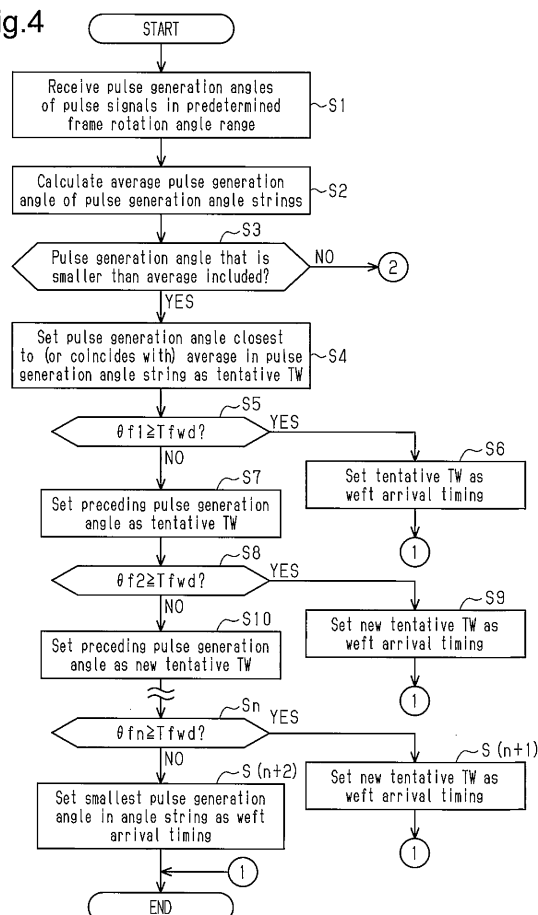 ig.4
START
Receive pulse generation angles
of pulse signals in predetermined
frame rotation angle range
S1
Calculate average pulse generation
angle of pulse generation angle strings
S2
S3
Pulse generation angle that is
smaller than average included?
NO
2
YES
Set pulse generation angle closest
to (or coincides with) average in pulse
generation angle string as tentative TW
S4
S5
θf1≧Tfwd?
YES
NO
S6
Set tentative TW as
weft arrival timing
1
S7
Set preceding pulse generation
angle as tentative TW
S8
θf2≧Tfwd?
YES
NO
S9
Set new tentative TW as
weft arrival timing
1
S10
Set preceding pulse generation
angle as new tentative TW
Sn
θfn≧Tfwd?
YES
NO
S(n+1)
Set new tentative TW as
weft arrival timing
1
S(n+2)
Set smallest pulse generation
angle in angle string as weft
arrival timing
1
END